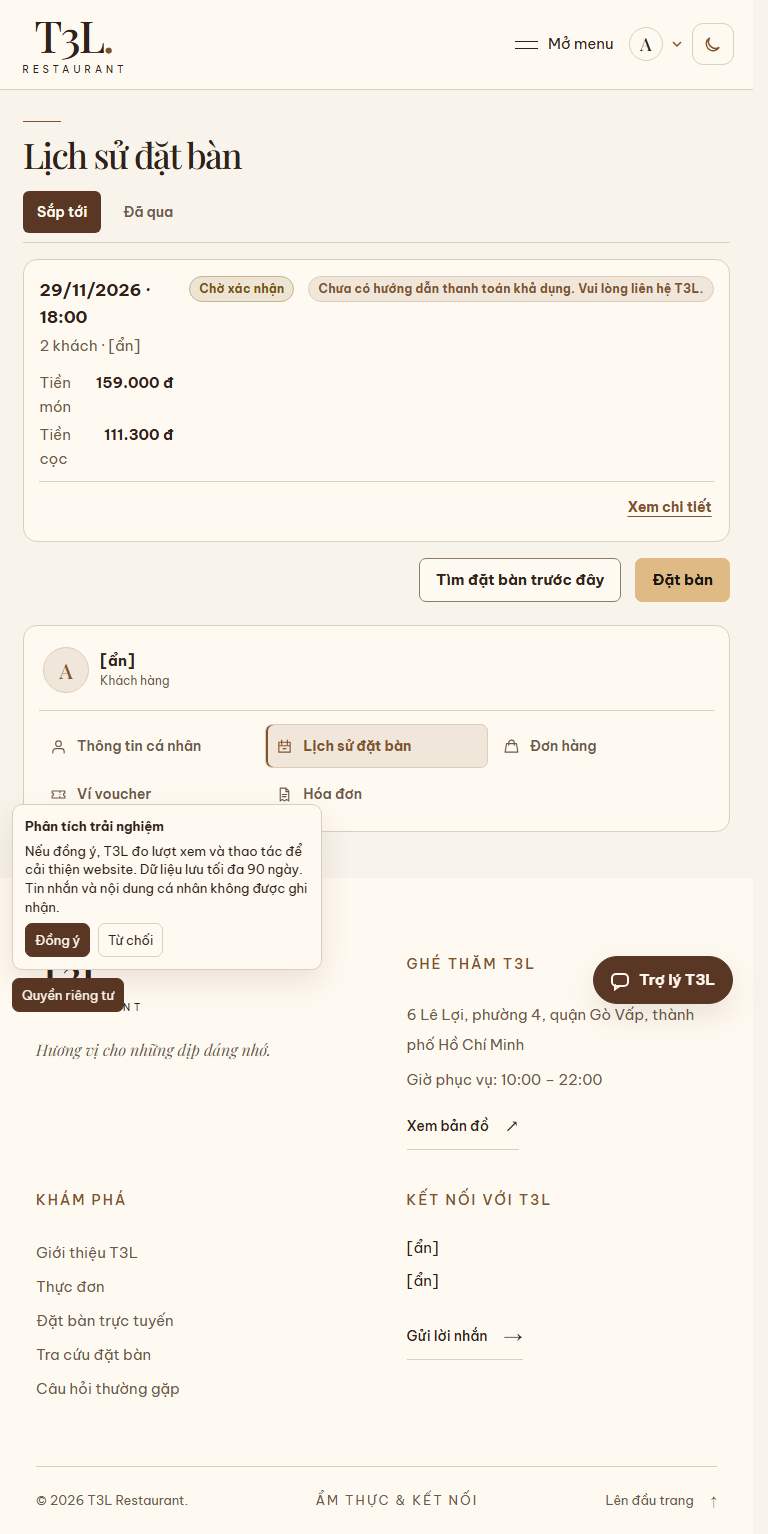 T3L.
RESTAURANT
Mở menu
A
Lịch sử đặt bàn
Sắp tới
Đã qua
29/11/2026 ·
18:00
Chờ xác nhận
Chưa có hướng dẫn thanh toán khả dụng. Vui lòng liên hệ T3L.
2 khách · [ẩn]
Tiền món
159.000 đ
Tiền cọc
111.300 đ
Xem chi tiết
Tìm đặt bàn trước đây
Đặt bàn
A
[ẩn]
Khách hàng
Thông tin cá nhân
Lịch sử đặt bàn
Đơn hàng
Ví voucher
Hóa đơn
Phân tích trải nghiệm
Nếu đồng ý, T3L đo lượt xem và thao tác để
cải thiện website. Dữ liệu lưu tối đa 90 ngày.
Tin nhắn và nội dung cá nhân không được ghi
nhận.
Đồng ý
Từ chối
Quyền riêng tư
NT
Hương vị cho những dịp đáng nhớ.
GHÉ THĂM T3L
Trợ lý T3L
6 Lê Lợi, phường 4, quận Gò Vấp, thành
phố Hồ Chí Minh
Giờ phục vụ: 10:00 – 22:00
Xem bản đồ ↗
KHÁM PHÁ
Giới thiệu T3L
Thực đơn
Đặt bàn trực tuyến
Tra cứu đặt bàn
Câu hỏi thường gặp
KẾT NỐI VỚI T3L
[ẩn]
[ẩn]
Gửi lời nhắn →
© 2026 T3L Restaurant.
ẨM THỰC & KẾT NỐI
Lên đầu trang ↑